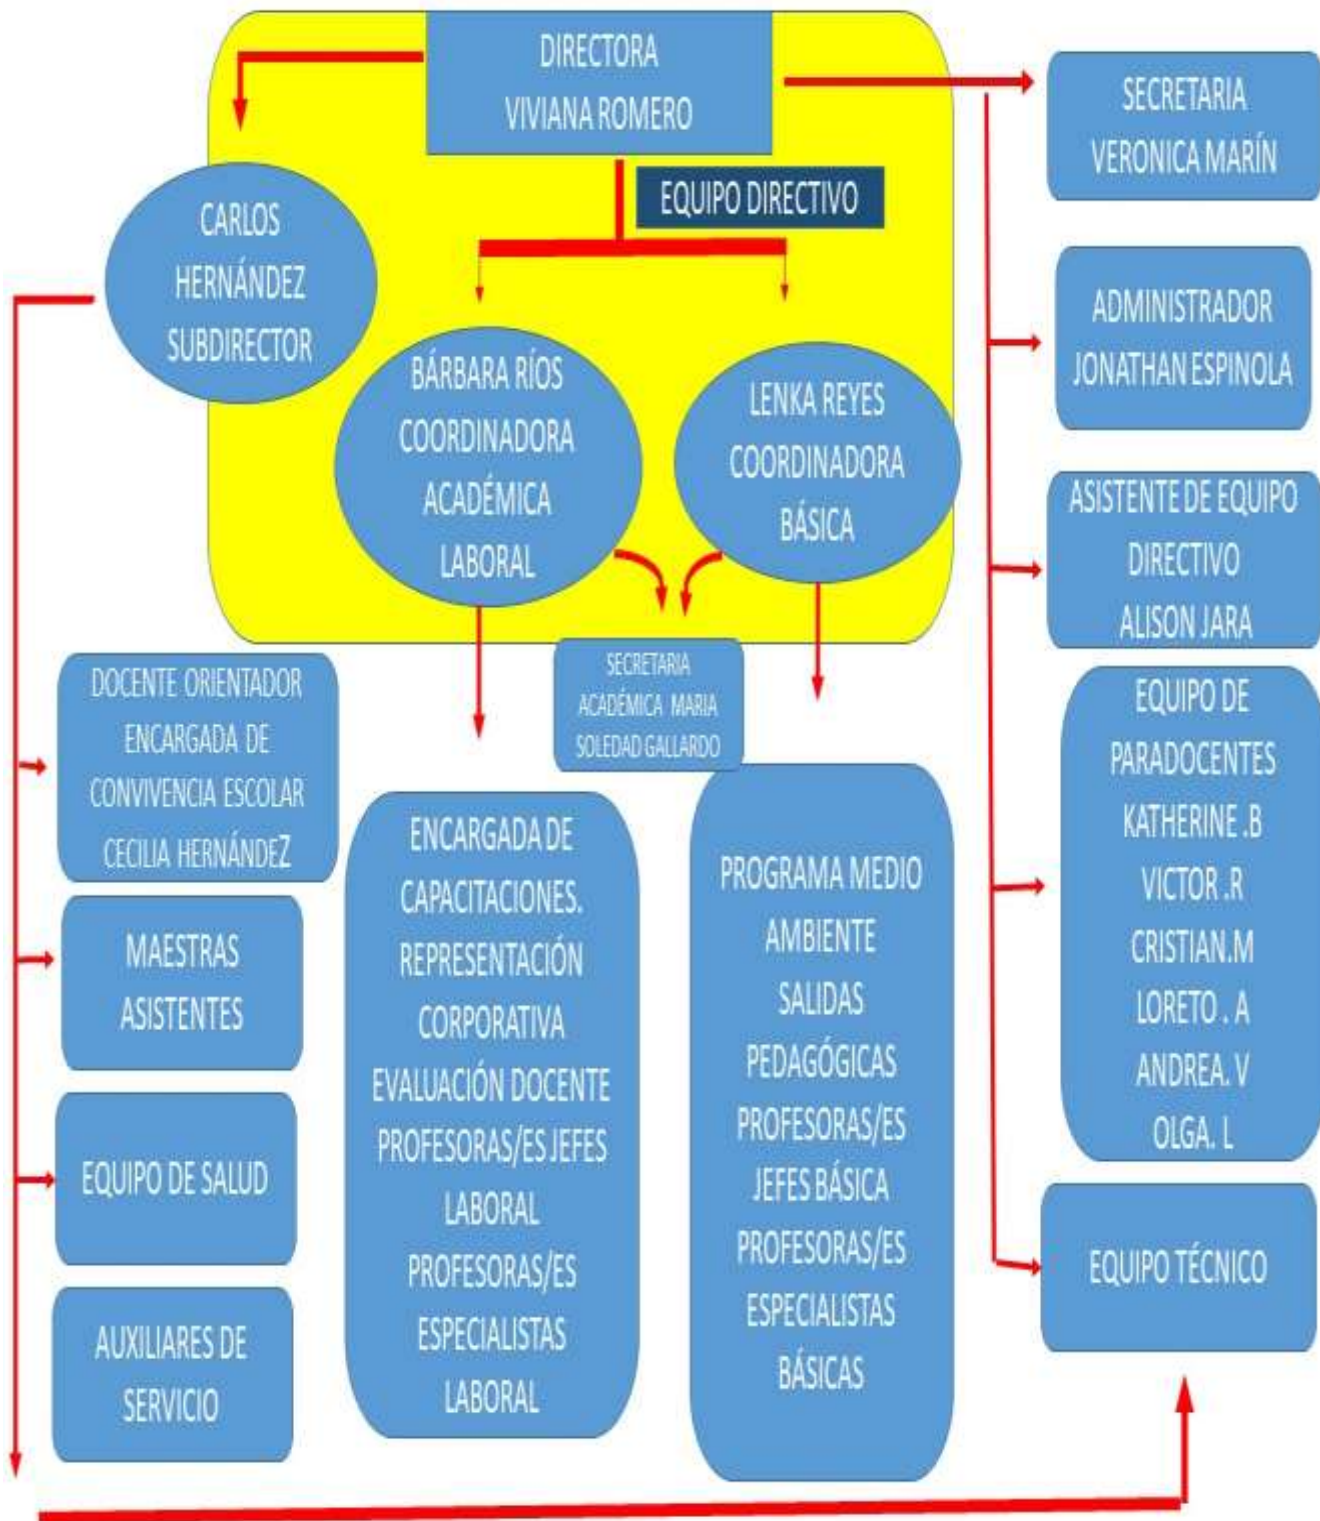 DIRECTORA
VIVIANA ROMERO
EQUIPO DIRECTIVO
CARLOS
HERNÁNDEZ
SUBDIRECTOR
BÁRBARA RÍOS
COORDINADORA
ACADÉMICA
LABORAL
LENKA REYES
COORDINADORA
BÁSICA
SECRETARIA
VERONICA MARÍN
ADMINISTRADOR
JONATHAN ESPINOLA
ASISTENTE DE EQUIPO
DIRECTIVO
ALISON JARA
EQUIPO DE
PARADOCENTES
KATHERINE .B
VICTOR .R
CRISTIAN.M
LORETO . A
ANDREA. V
OLGA. L
EQUIPO TÉCNICO
SECRETARIA
ACADÉMICA MARIA
SOLEDAD GALLARDO
DOCENTE ORIENTADOR
ENCARGADA DE
CONVIVENCIA ESCOLAR
CECILIA HERNÁNDEZ
MAESTRAS
ASISTENTES
EQUIPO DE SALUD
AUXILIARES DE
SERVICIO
ENCARGADA DE
CAPACITACIONES.
REPRESENTACIÓN
CORPORATIVA
EVALUACIÓN DOCENTE
PROFESORAS/ES JEFES
LABORAL
PROFESORAS/ES
ESPECIALISTAS
LABORAL
PROGRAMA MEDIO
AMBIENTE
SALIDAS
PEDAGÓGICAS
PROFESORAS/ES
JEFES BÁSICA
PROFESORAS/ES
ESPECIALISTAS
BÁSICAS